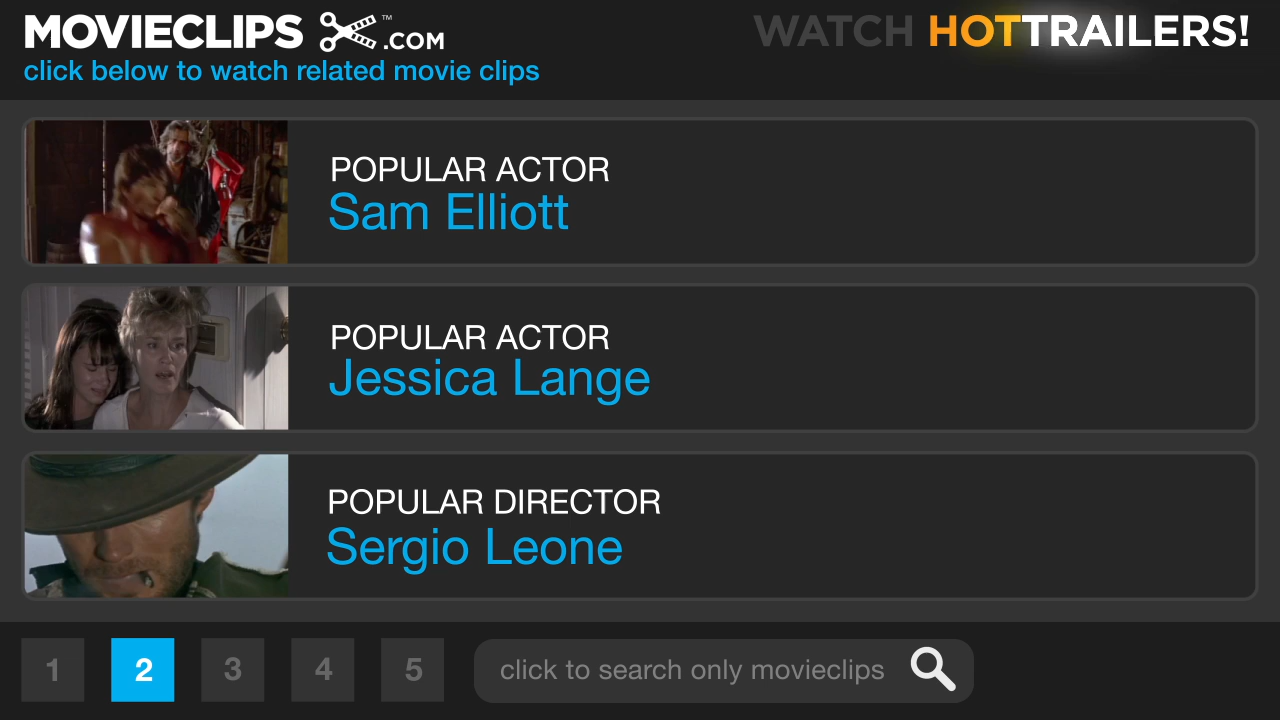 MOVIECLIPS ™ .COM
WATCH HOTTRAILERS!
click below to watch related movie clips
POPULAR ACTOR
Sam Elliott
POPULAR ACTOR
Jessica Lange
POPULAR DIRECTOR
Sergio Leone
1 2 3 4 5 click to search only movieclips